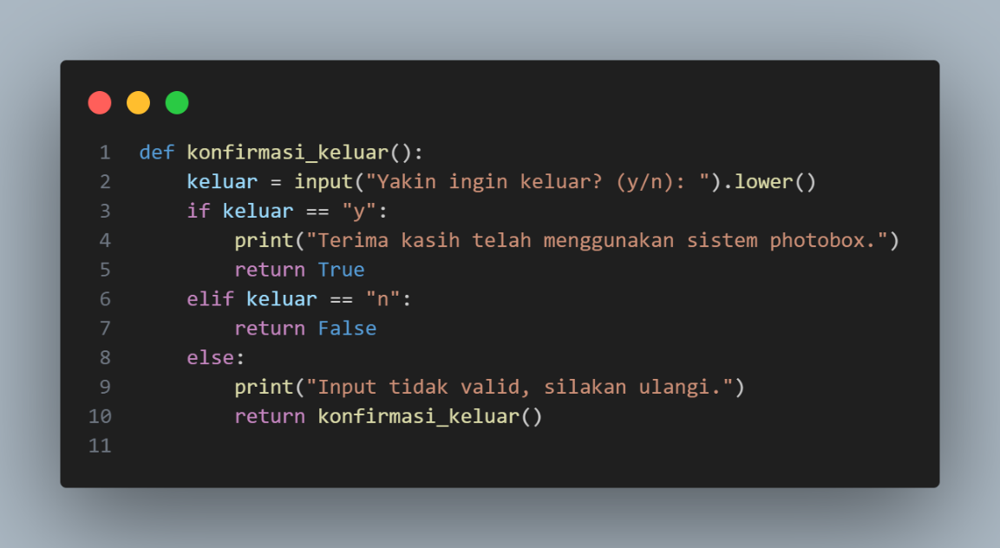 1 def konfirmasi_keluar():
2     keluar = input("Yakin ingin keluar? (y/n): ").lower()
3     if keluar == "y":
4         print("Terima kasih telah menggunakan sistem photobox.")
5         return True
6     elif keluar == "n":
7         return False
8     else:
9         print("Input tidak valid, silakan ulangi.")
10         return konfirmasi_keluar()
11